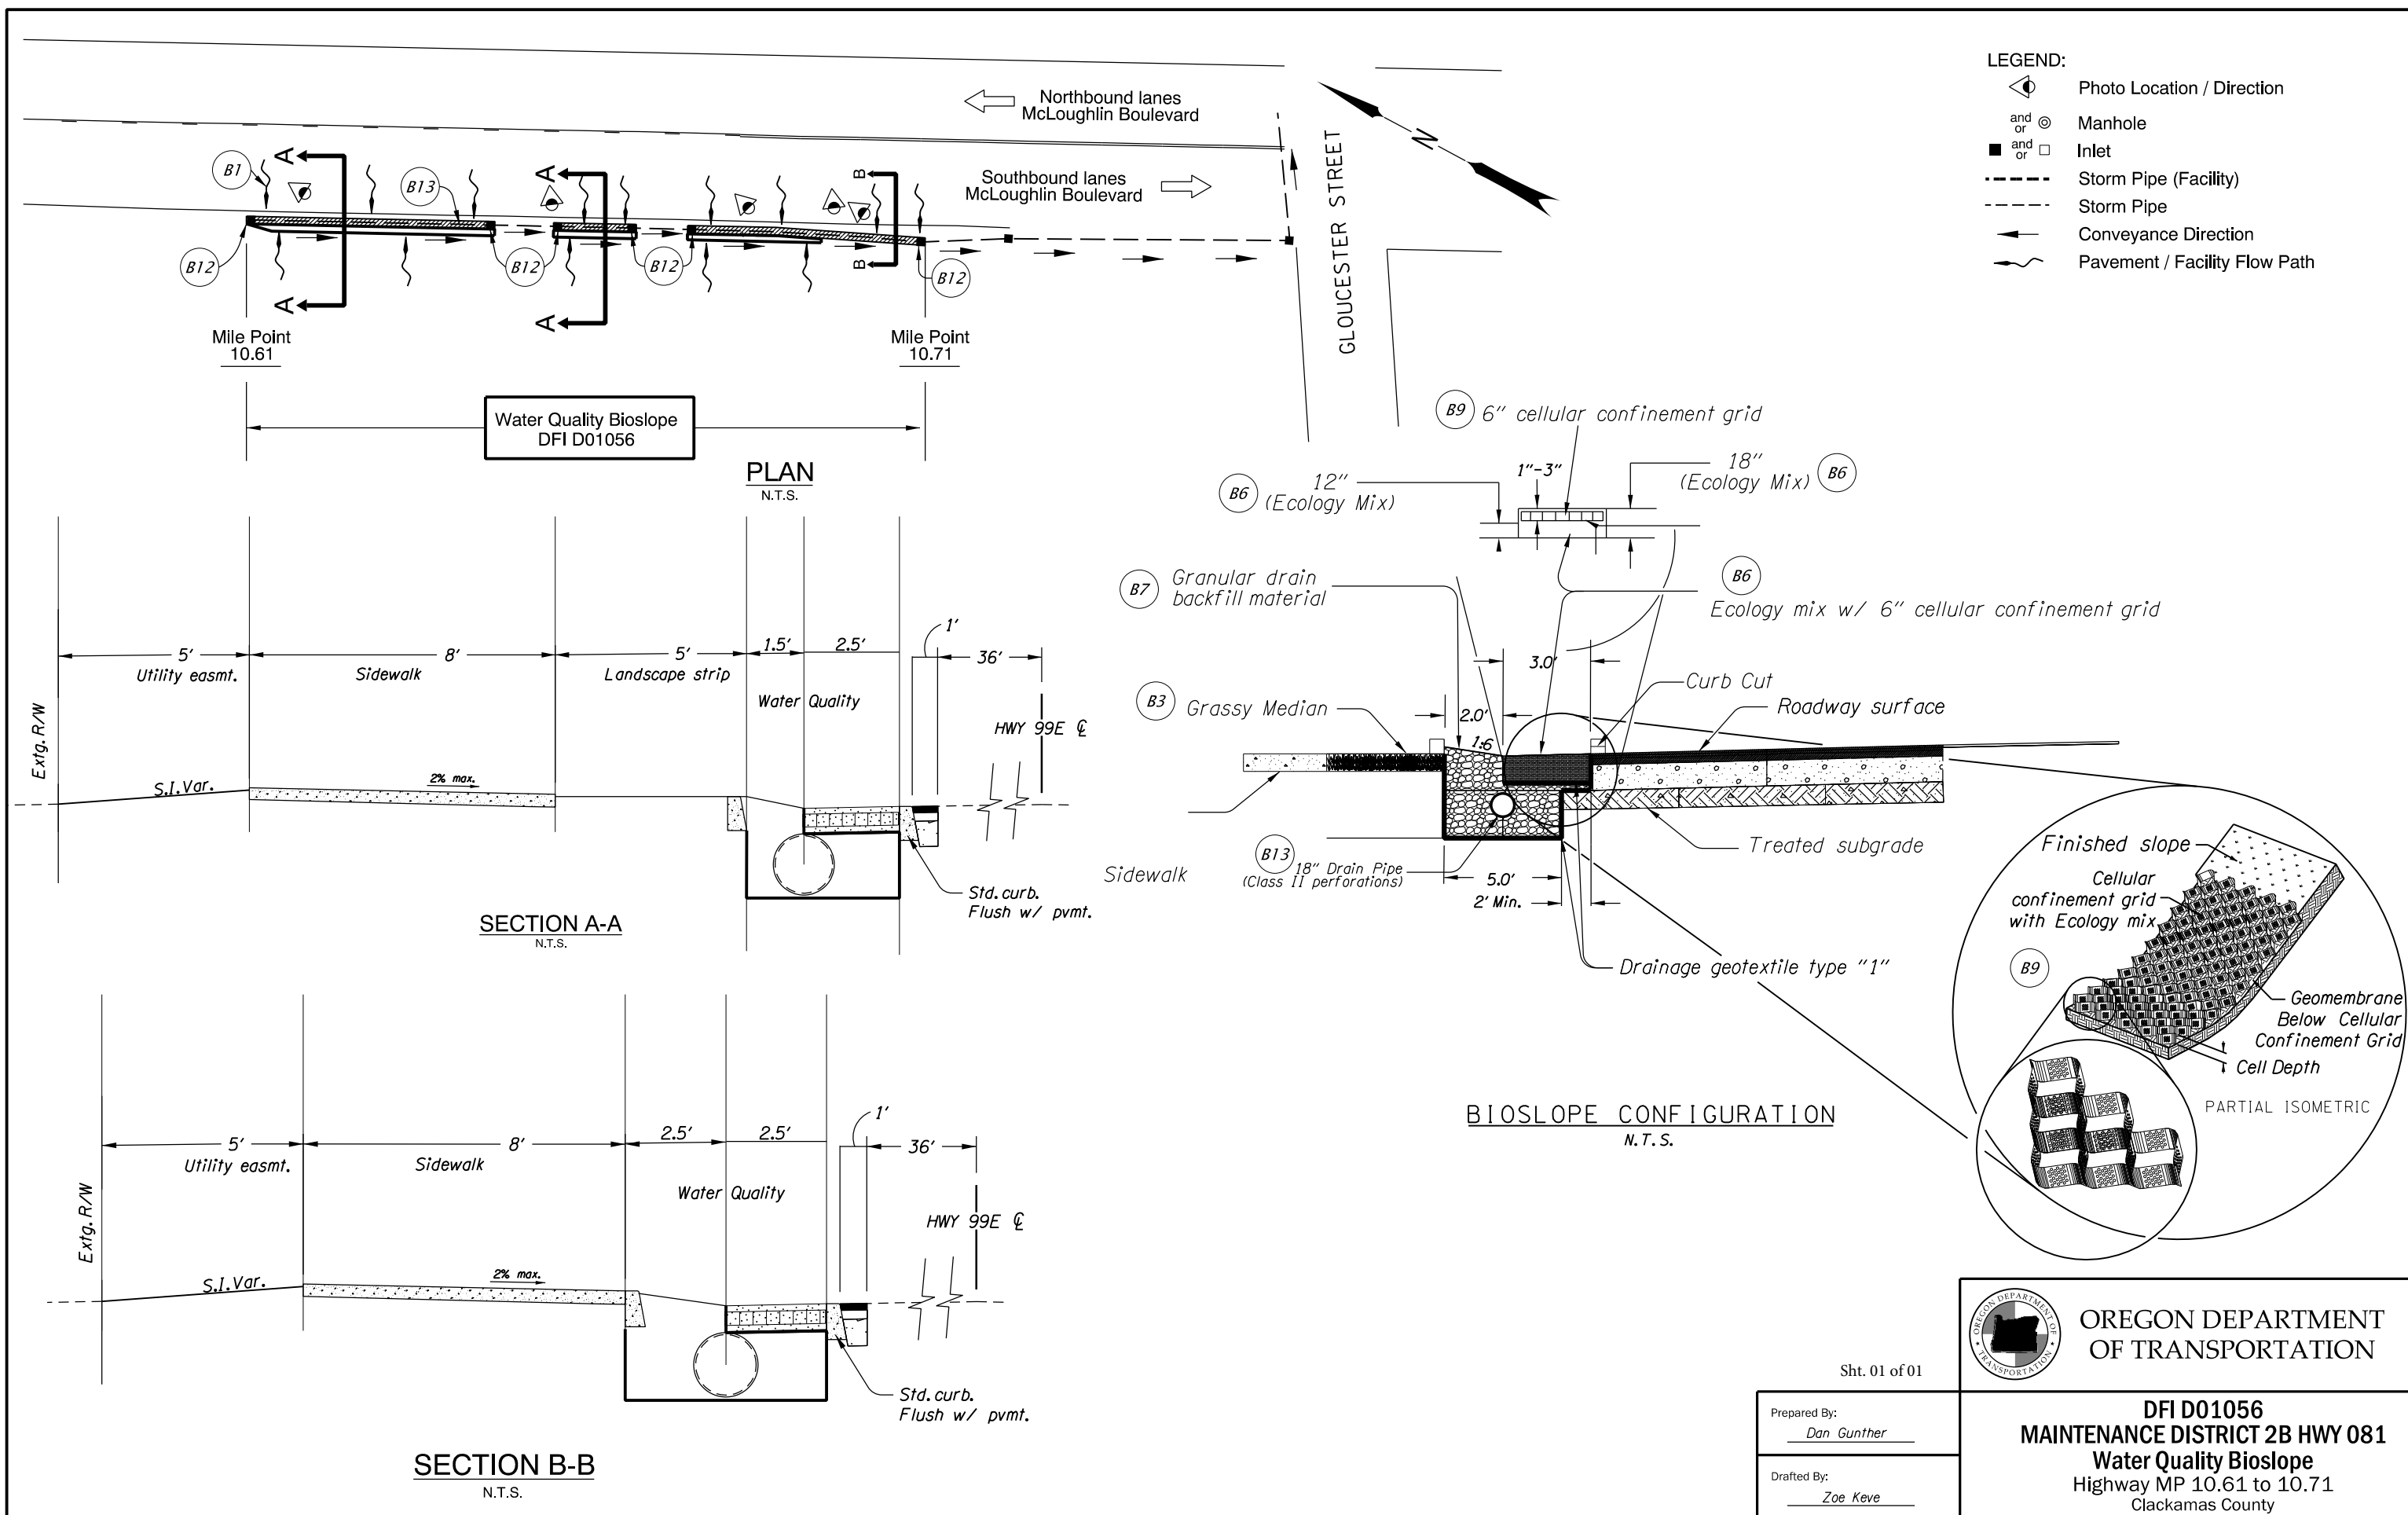 Northbound lanes
McLoughlin Boulevard
Southbound lanes
McLoughlin Boulevard
GLOUCESTER STREET
N
B1
A
A
B13
A
A
B
B
B12
B12
B12
B12
Mile Point
10.61
Mile Point
10.71
Water Quality Bioslope
DFI D01056
PLAN
N.T.S.
LEGEND:
Photo Location / Direction
and
or
Manhole
and
or
Inlet
Storm Pipe (Facility)
Storm Pipe
Conveyance Direction
Pavement / Facility Flow Path
Extg. R/W
5'
Utility easmt.
8'
Sidewalk
5'
Landscape strip
1.5'
2.5'
Water Quality
1'
36'
HWY 99E ℄
S.I.Var.
2% max.
Std. curb.
Flush w/ pvmt.
SECTION A-A
N.T.S.
Extg. R/W
5'
Utility easmt.
8'
Sidewalk
2.5'
2.5'
Water Quality
1'
36'
HWY 99E ℄
S.I.Var.
2% max.
Std. curb.
Flush w/ pvmt.
SECTION B-B
N.T.S.
B9 6" cellular confinement grid
B6 12"
(Ecology Mix)
1"-3"
18"
(Ecology Mix) B6
B7 Granular drain
backfill material
B6
Ecology mix w/ 6" cellular confinement grid
3.0'
Curb Cut
B3 Grassy Median
2.0'
Roadway surface
1:6
Treated subgrade
Sidewalk
B13 18" Drain Pipe
(Class II perforations)
5.0'
2' Min.
Drainage geotextile type "1"
BIOSLOPE CONFIGURATION
N.T.S.
Finished slope
Cellular
confinement grid
with Ecology mix
B9
Geomembrane
Below Cellular
Confinement Grid
Cell Depth
PARTIAL ISOMETRIC
Sht. 01 of 01
OREGON DEPARTMENT OF TRANSPORTATION
OREGON DEPARTMENT
OF TRANSPORTATION
Prepared By:
Dan Gunther
Drafted By:
Zoe Keve
DFI D01056
MAINTENANCE DISTRICT 2B HWY 081
Water Quality Bioslope
Highway MP 10.61 to 10.71
Clackamas County